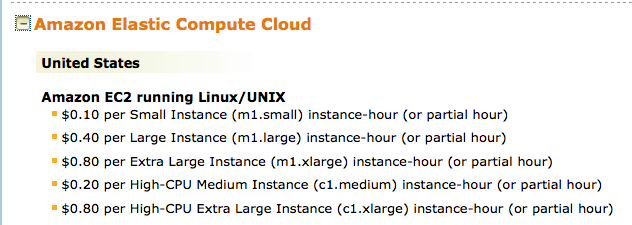 Amazon Elastic Compute Cloud
United States
Amazon EC2 running Linux/UNIX
$0.10 per Small Instance (m1.small) instance-hour (or partial hour)
$0.40 per Large Instance (m1.large) instance-hour (or partial hour)
$0.80 per Extra Large Instance (m1.xlarge) instance-hour (or partial hour)
$0.20 per High-CPU Medium Instance (c1.medium) instance-hour (or partial hour)
$0.80 per High-CPU Extra Large Instance (c1.xlarge) instance-hour (or partial hour)